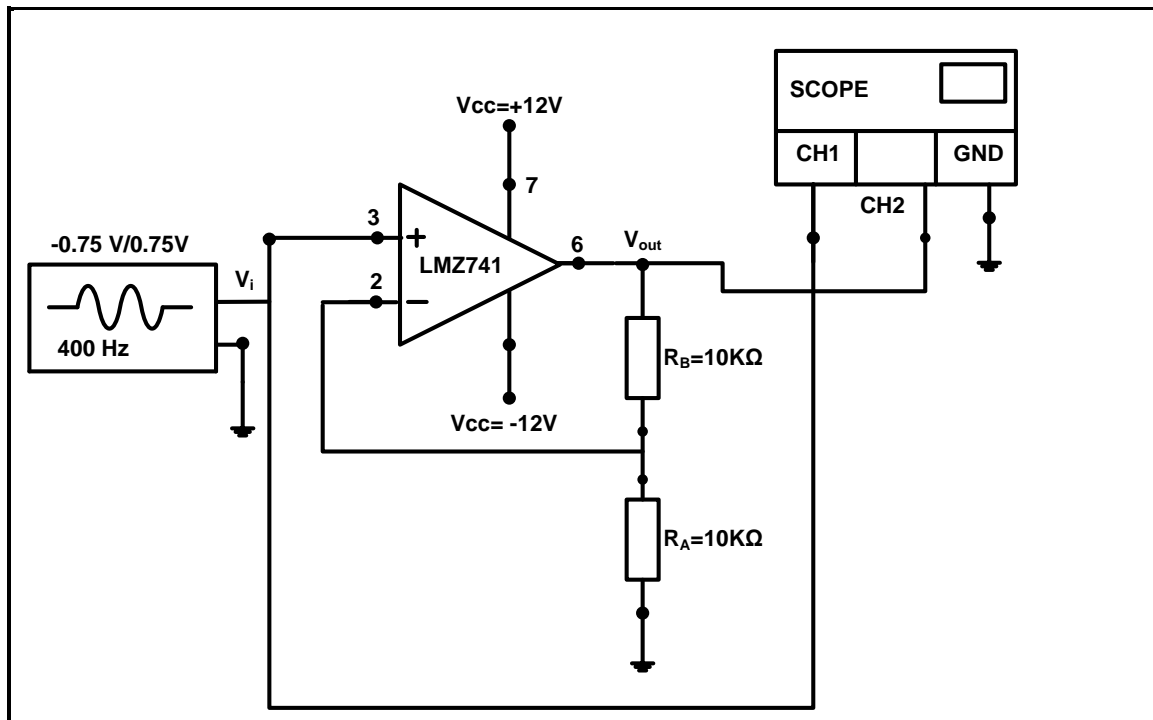 SCOPE
Vcc=+12V
CH1 GND
7
CH2
3
-0.75 V/0.75V
+
6
Vout
LMZ741
Vi
2
−
400 Hz
RB=10KΩ
Vcc= -12V
RA=10KΩ